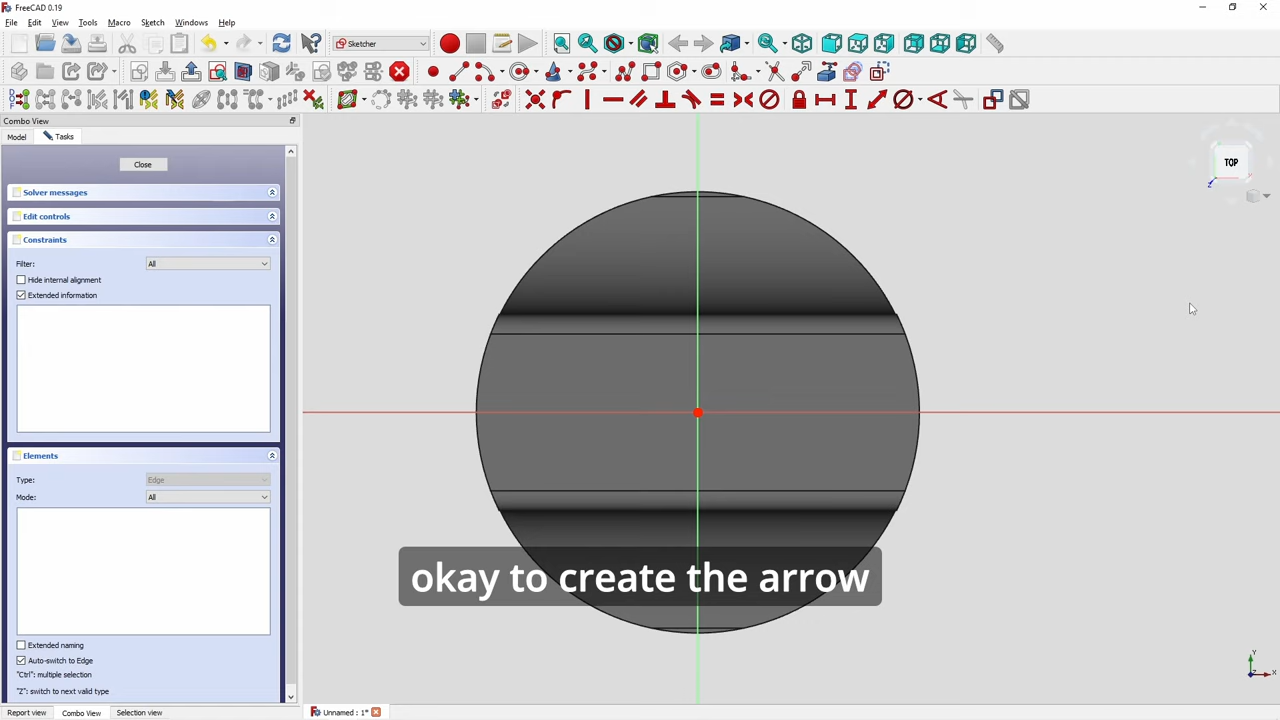 FreeCAD 0.19
File Edit View Tools Macro Sketch Windows Help
Sketcher
Combo View
Model Tasks
Close
Solver messages
Edit controls
Constraints
Filter: All
Hide internal alignment
Extended information
Elements
Type: Edge
Mode: All
Extended naming
Auto-switch to Edge
"Ctrl": multiple selection
"Z": switch to next valid type
Report view Combo View Selection view
Unnamed : 1*
TOP
okay to create the arrow
Y
Z
X